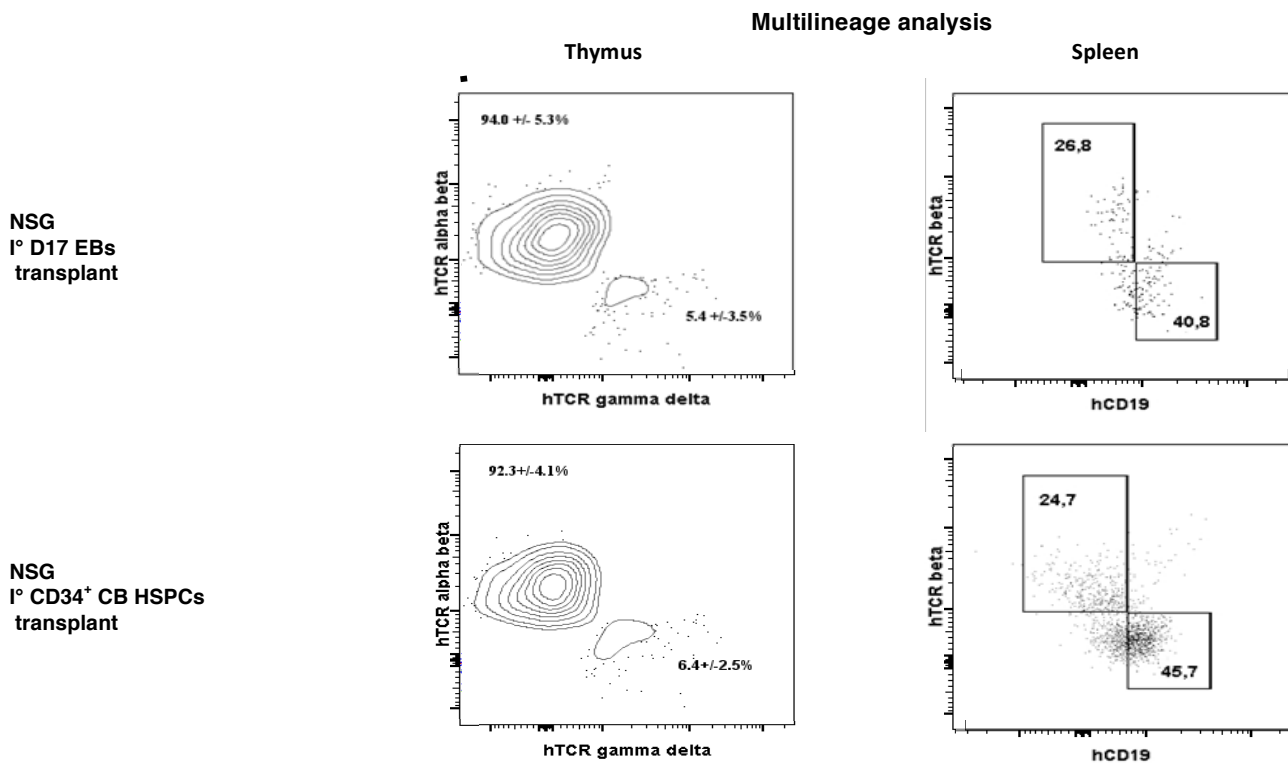 Multilineage analysis
Thymus
Spleen
NSG
I° D17 EBs
transplant
94.0 +/- 5.3%
5.4 +/-3.5%
hTCR alpha beta
hTCR gamma delta
26,8
40,8
hTCR beta
hCD19
NSG
I° CD34⁺ CB HSPCs
transplant
92.3+/-4.1%
6.4+/-2.5%
hTCR alpha beta
hTCR gamma delta
24,7
45,7
hTCR beta
hCD19